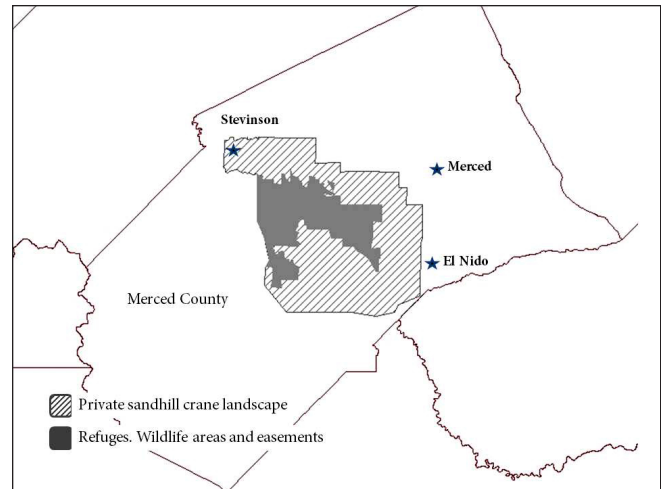 Stevinson
Merced
El Nido
Merced County
Private sandhill crane landscape
Refuges. Wildlife areas and easements